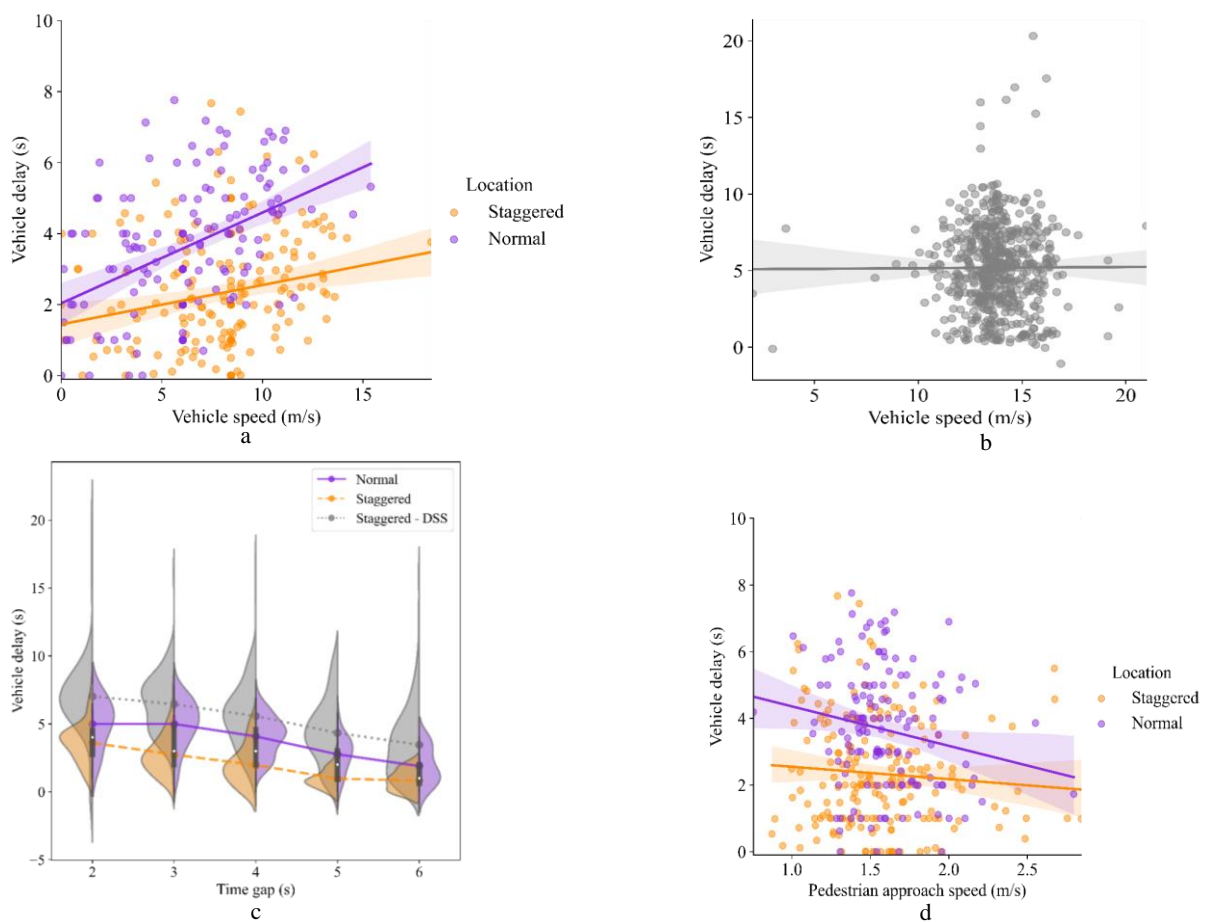 10
8
6
4
2
0
Vehicle delay (s)
0
5
10
15
Vehicle speed (m/s)
Location
Staggered
Normal
a
20
15
10
5
0
Vehicle delay (s)
5
10
15
20
Vehicle speed (m/s)
b
Normal
Staggered
Staggered - DSS
20
15
10
5
0
−5
Vehicle delay (s)
2
3
4
5
6
Time gap (s)
c
10
8
6
4
2
0
Vehicle delay (s)
1.0
1.5
2.0
2.5
Pedestrian approach speed (m/s)
Location
Staggered
Normal
d